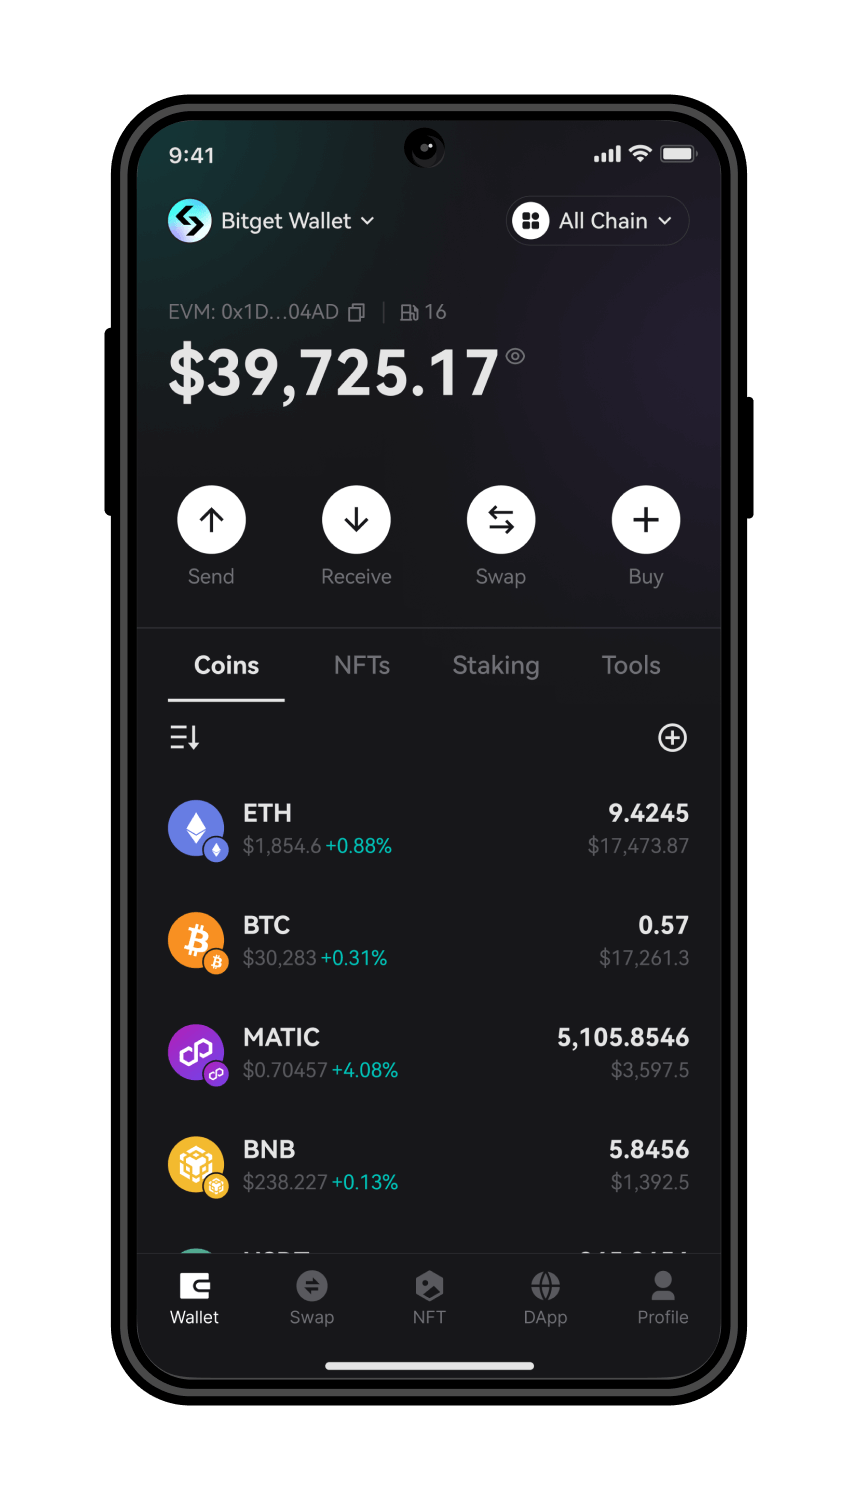 9:41
Bitget Wallet
All Chain
EVM: 0x1D...04AD
16
$39,725.17
Send Receive Swap Buy
Coins NFTs Staking Tools
ETH 9.4245
$1,854.6 +0.88% $17,473.87
BTC 0.57
$30,283 +0.31% $17,261.3
MATIC 5,105.8546
$0.70457 +4.08% $3,597.5
BNB 5.8456
$238.227 +0.13% $1,392.5
Wallet Swap NFT DApp Profile